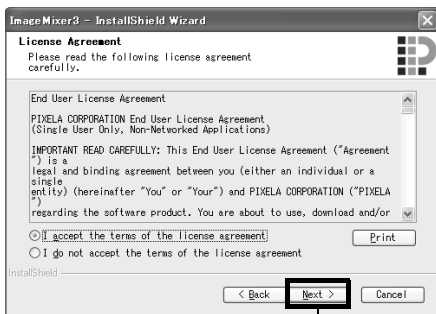 ImageMixer3 - InstallShield Wizard
License Agreement
Please read the following license agreement
carefully.
End User License Agreement
PIXELA CORPORATION End User License Agreement
(Single User Only, Non-Networked Applications)
IMPORTANT READ CAREFULLY: This End User License Agreement ("Agreement
") is a
legal and binding agreement between you (either an individual or a
single
entity) (hereinafter "You" or "Your") and PIXELA CORPORATION ("PIXELA
")
regarding the software product. You are about to use, download and/or
I accept the terms of the license agreement
Print
I do not accept the terms of the license agreement
InstallShield
< Back
Next >
Cancel